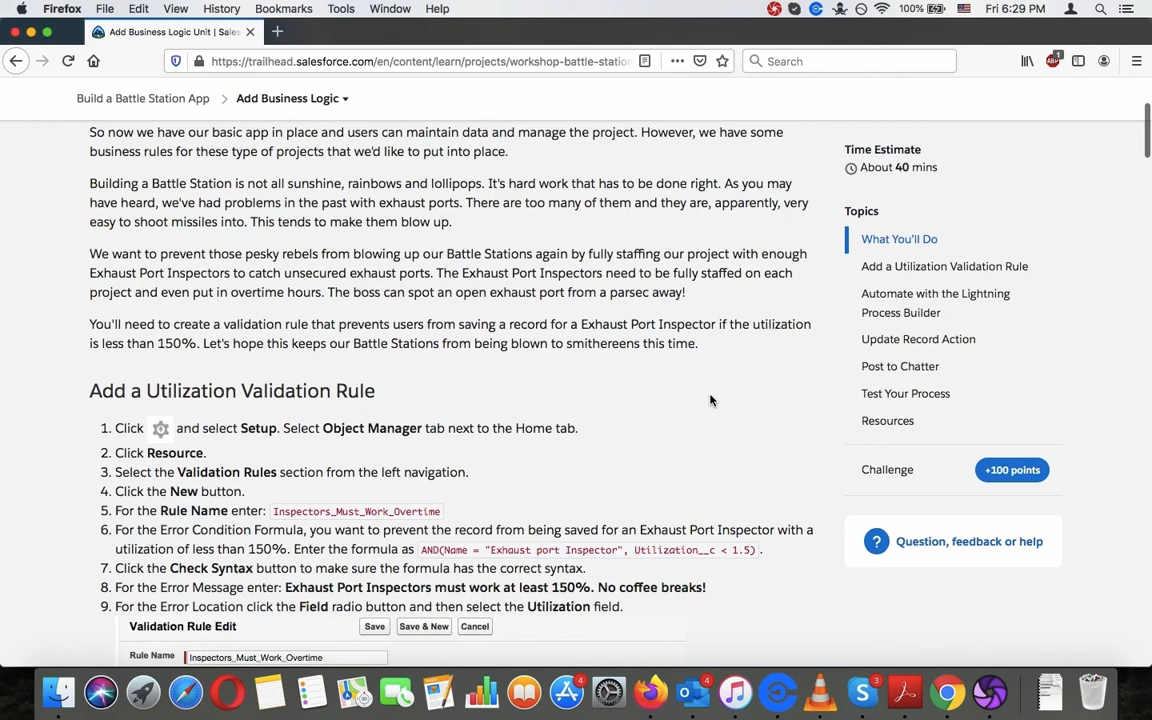 Firefox File Edit View History Bookmarks Tools Window Help 100% Fri 6:29 PM
Add Business Logic Unit | Sales
https://trailhead.salesforce.com/en/content/learn/projects/workshop-battle-statio Search 1
Build a Battle Station App Add Business Logic
So now we have our basic app in place and users can maintain data and manage the project. However, we have some
business rules for these type of projects that we'd like to put into place.
Building a Battle Station is not all sunshine, rainbows and lollipops. It's hard work that has to be done right. As you may
have heard, we've had problems in the past with exhaust ports. There are too many of them and they are, apparently, very
easy to shoot missiles into. This tends to make them blow up.
We want to prevent those pesky rebels from blowing up our Battle Stations again by fully staffing our project with enough
Exhaust Port Inspectors to catch unsecured exhaust ports. The Exhaust Port Inspectors need to be fully staffed on each
project and even put in overtime hours. The boss can spot an open exhaust port from a parsec away!
You'll need to create a validation rule that prevents users from saving a record for a Exhaust Port Inspector if the utilization
is less than 150%. Let's hope this keeps our Battle Stations from being blown to smithereens this time.
Add a Utilization Validation Rule
1. Click and select Setup. Select Object Manager tab next to the Home tab.
2. Click Resource.
3. Select the Validation Rules section from the left navigation.
4. Click the New button.
5. For the Rule Name enter: Inspectors_Must_Work_Overtime
6. For the Error Condition Formula, you want to prevent the record from being saved for an Exhaust Port Inspector with a
utilization of less than 150%. Enter the formula as AND(Name = "Exhaust port Inspector", Utilization__c < 1.5) .
7. Click the Check Syntax button to make sure the formula has the correct syntax.
8. For the Error Message enter: Exhaust Port Inspectors must work at least 150%. No coffee breaks!
9. For the Error Location click the Field radio button and then select the Utilization field.
Validation Rule Edit Save Save & New Cancel
Rule Name Inspectors_Must_Work_Overtime
Time Estimate
About 40 mins
Topics
What You'll Do
Add a Utilization Validation Rule
Automate with the Lightning
Process Builder
Update Record Action
Post to Chatter
Test Your Process
Resources
Challenge +100 points
? Question, feedback or help
4 4 3